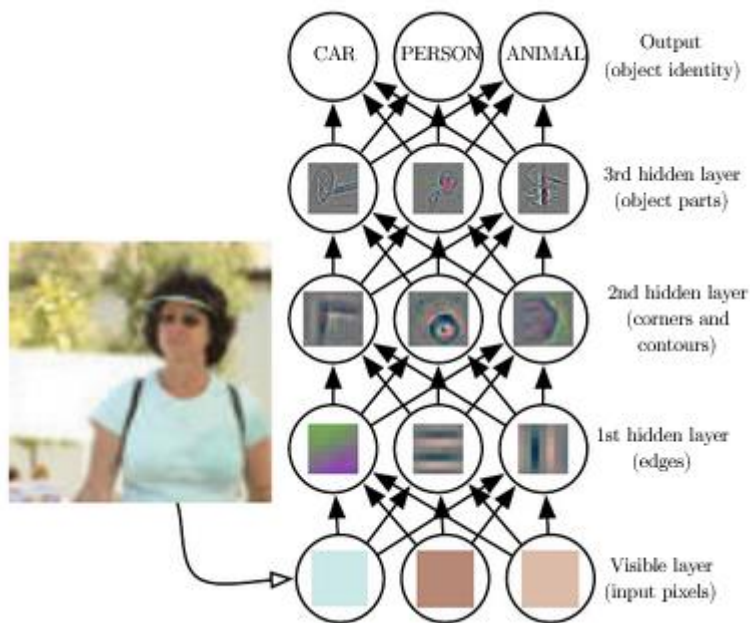 CAR PERSON ANIMAL
Output
(object identity)
3rd hidden layer
(object parts)
2nd hidden layer
(corners and
contours)
1st hidden layer
(edges)
Visible layer
(input pixels)